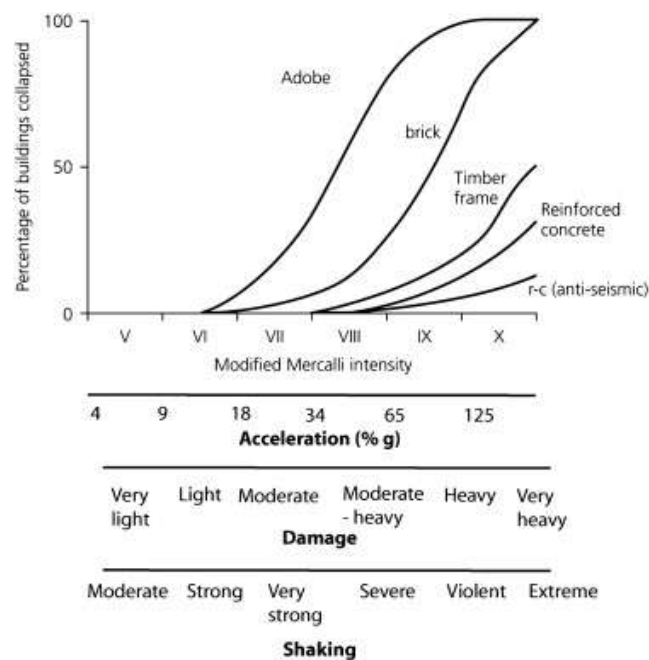 Percentage of buildings collapsed
100
50
0
Adobe
brick
Timber
frame
Reinforced
concrete
r-c (anti-seismic)
V VI VII VIII IX X
Modified Mercalli intensity
4 9 18 34 65 125
Acceleration (% g)
Very
light
Light
Moderate
Moderate
- heavy
Heavy
Very
heavy
Damage
Moderate
Strong
Very
strong
Severe
Violent
Extreme
Shaking